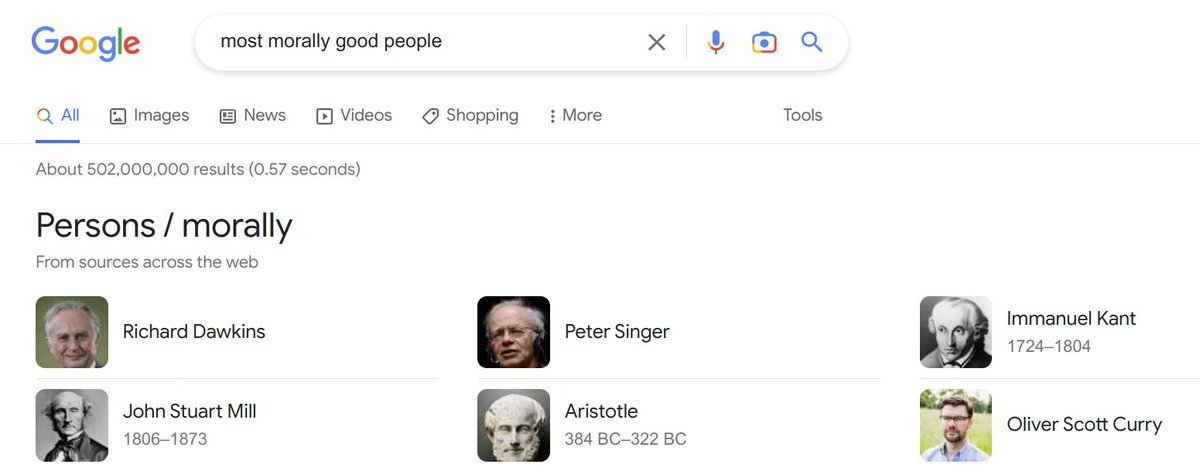 Google
most morally good people
All Images News Videos Shopping More Tools
About 502,000,000 results (0.57 seconds)
Persons / morally
From sources across the web
Richard Dawkins
Peter Singer
Immanuel Kant
1724–1804
John Stuart Mill
1806–1873
Aristotle
384 BC–322 BC
Oliver Scott Curry